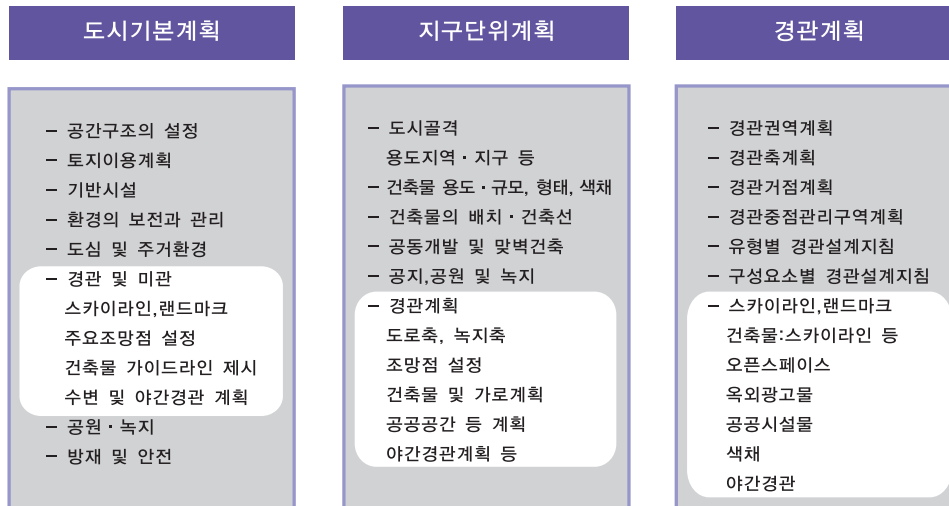 도시기본계획
– 공간구조의 설정
– 토지이용계획
– 기반시설
– 환경의 보전과 관리
– 도심 및 주거환경
– 경관 및 미관
스카이라인,랜드마크
주요조망점 설정
건축물 가이드라인 제시
수변 및 야간경관 계획
– 공원 · 녹지
– 방재 및 안전
지구단위계획
– 도시골격
용도지역 · 지구 등
– 건축물 용도 · 규모, 형태, 색채
– 건축물의 배치 · 건축선
– 공동개발 및 맞벽건축
– 공지,공원 및 녹지
– 경관계획
도로축, 녹지축
조망점 설정
건축물 및 가로계획
공공공간 등 계획
야간경관계획 등
경관계획
– 경관권역계획
– 경관축계획
– 경관거점계획
– 경관중점관리구역계획
– 유형별 경관설계지침
– 구성요소별 경관설계지침
– 스카이라인,랜드마크
건축물:스카이라인 등
오픈스페이스
옥외광고물
공공시설물
색채
야간경관